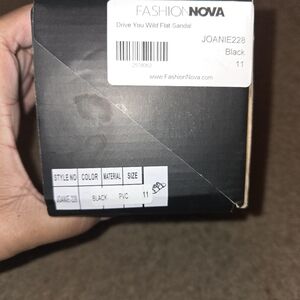 FASHIONNOVA
Drive You Wild Flat Sandal
JOANIE228
Black
11
www.FashionNova.com
STYLE NO COLOR MATERIAL SIZE
JOANIE-228 BLACK PVC 11